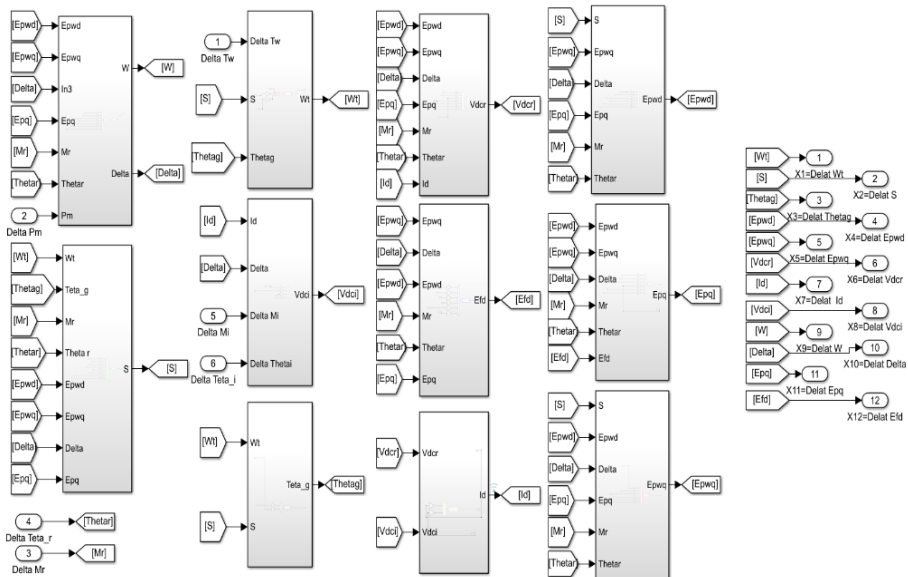 [Epwd]
Epwd
[Epwq]
Epwq
[Delta]
In3
[Epq]
Epq
[Mr]
Mr
[Thetar]
Thetar
2
Pm
Delta Pm
W
[W]
Delta
[Delta]
1
Delta Tw
Delta Tw
[S]
S
[Thetag]
Thetag
Wt
[Wt]
[Epwd]
Epwd
[Epwq]
Epwq
[Delta]
Delta
[Epq]
Epq
[Mr]
Mr
[Thetar]
Thetar
[Id]
Id
Vdcr
[Vdcr]
[S]
S
[Epwq]
Epwq
[Delta]
Delta
[Epq]
Epq
[Mr]
Mr
[Thetar]
Thetar
Epwd
[Epwd]
[Wt]
Wt
[Thetag]
Teta_g
[Mr]
Mr
[Thetar]
Theta r
[Epwd]
Epwd
[Epwq]
Epwq
[Delta]
Delta
[Epq]
Epq
S
[S]
[Id]
Id
[Delta]
Delta
5
Delta Mi
Delta Mi
6
Delta Thetai
Delta Teta_i
Vdci
[Vdci]
[Epwq]
Epwq
[Delta]
Delta
[Epwd]
Epwd
[Mr]
Mr
[Thetar]
Thetar
[Epq]
Epq
Efd
[Efd]
[Epwd]
Epwd
[Epwq]
Epwq
[Delta]
Delta
[Mr]
Mr
[Thetar]
Thetar
[Efd]
Efd
Epq
[Epq]
4
[Thetar]
Delta Teta_r
3
[Mr]
Delta Mr
[Wt]
Wt
[S]
S
Teta_g
[Thetag]
[Vdcr]
Vdcr
[Vdci]
Vdci
Id
[Id]
[S]
S
[Epwd]
Epwd
[Delta]
Delta
[Epq]
Epq
[Mr]
Mr
[Thetar]
Thetar
Epwq
[Epwq]
[Wt]
1
X1=Delat Wt
[S]
2
X2=Delat S
[Thetag]
3
X3=Delat Thetag
[Epwd]
4
X4=Delat Epwd
[Epwq]
5
X5=Delat Epwq
[Vdcr]
6
X6=Delat Vdcr
[Id]
7
X7=Delat Id
[Vdci]
8
X8=Delat Vdci
[W]
9
X9=Delat W
[Delta]
10
X10=Delat Delta
[Epq]
11
X11=Delat Epq
[Efd]
12
X12=Delat Efd